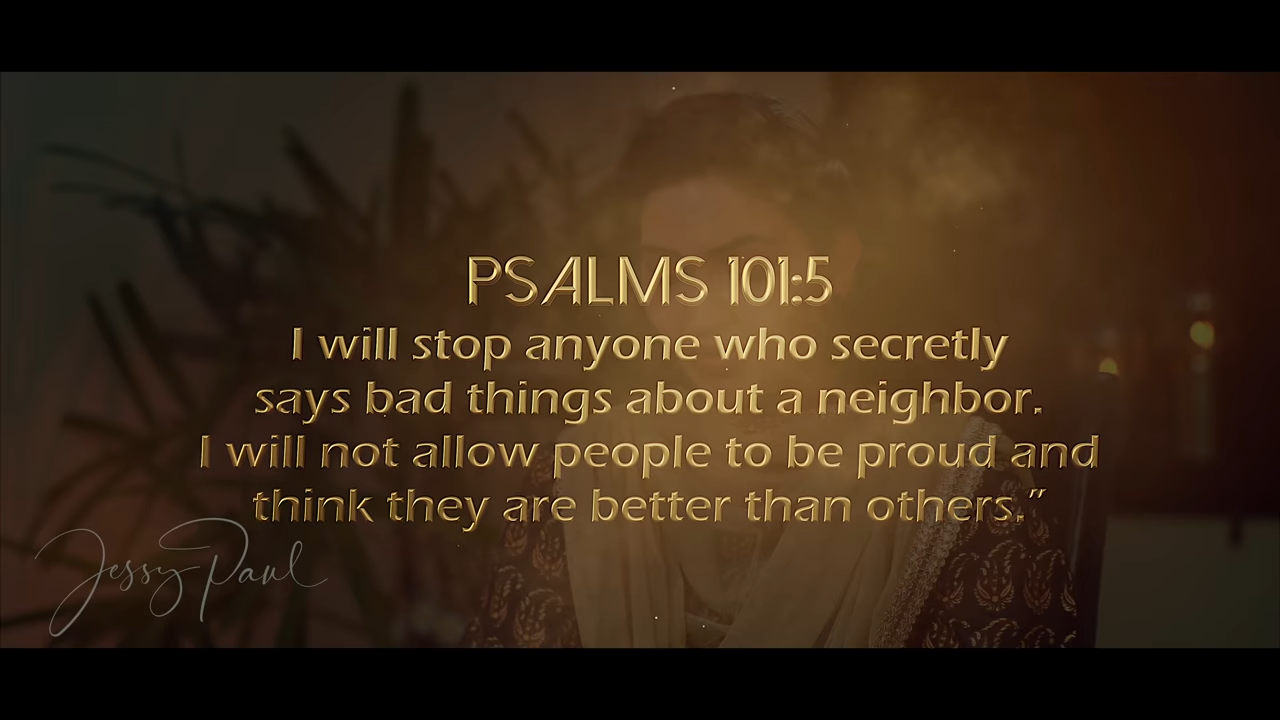 PSALMS 101:5
I will stop anyone who secretly
says bad things about a neighbor.
I will not allow people to be proud and
think they are better than others.”
Jessy Paul